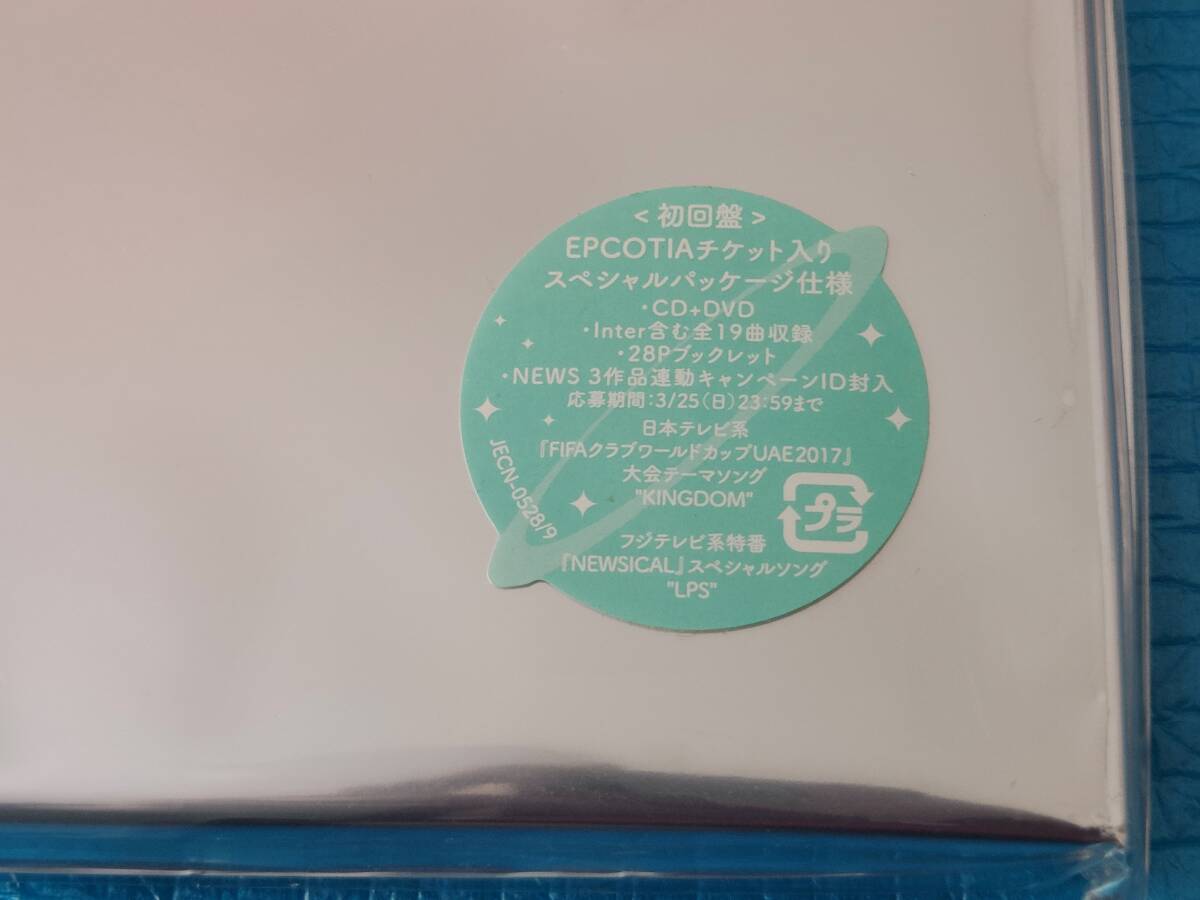 <初回盤>
EPCOTIAチケット入り
スペシャルパッケージ仕様
・CD+DVD
・Inter含む全19曲収録
・28Pブックレット
・NEWS 3作品連動キャンペーンID封入
応募期間:3/25(日)23:59まで
日本テレビ系
『FIFAクラブワールドカップUAE2017』
大会テーマソング
"KINGDOM"
フジテレビ系特番
『NEWSICAL』スペシャルソング
"LPS"
JECN-0528/9
プラ